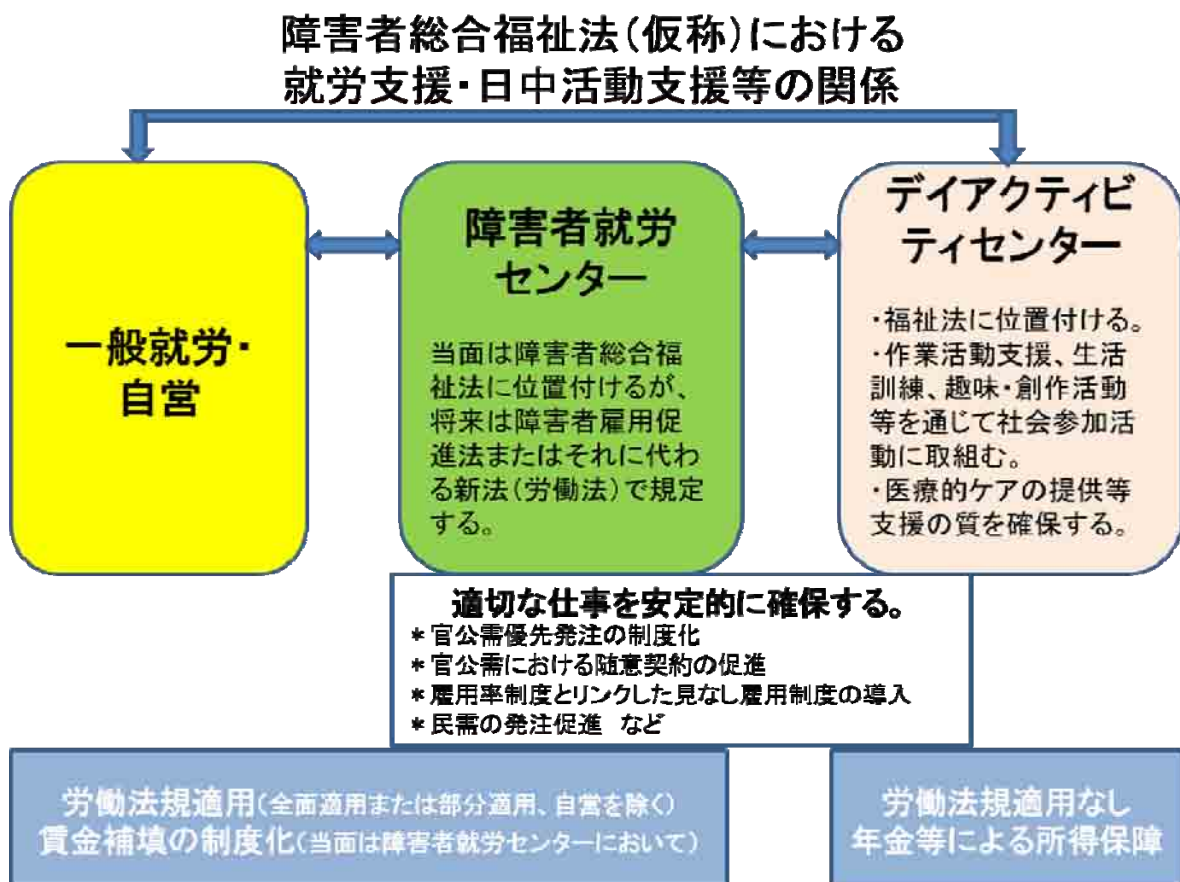 障害者総合福祉法(仮称)における
就労支援・日中活動支援等の関係
一般就労・
自営
障害者就労
センター
当面は障害者総合福
祉法に位置付けるが、
将来は障害者雇用促
進法またはそれに代わ
る新法(労働法)で規定
する。
デイアクティビ
ティセンター
・福祉法に位置付ける。
・作業活動支援、生活
訓練、趣味・創作活動
等を通じて社会参加活
動に取組む。
・医療的ケアの提供等
支援の質を確保する。
適切な仕事を安定的に確保する。
＊官公需優先発注の制度化
＊官公需における随意契約の促進
＊雇用率制度とリンクした見なし雇用制度の導入
＊民需の発注促進 など
労働法規適用(全面適用または部分適用、自営を除く)
賃金補填の制度化(当面は障害者就労センターにおいて)
労働法規適用なし
年金等による所得保障